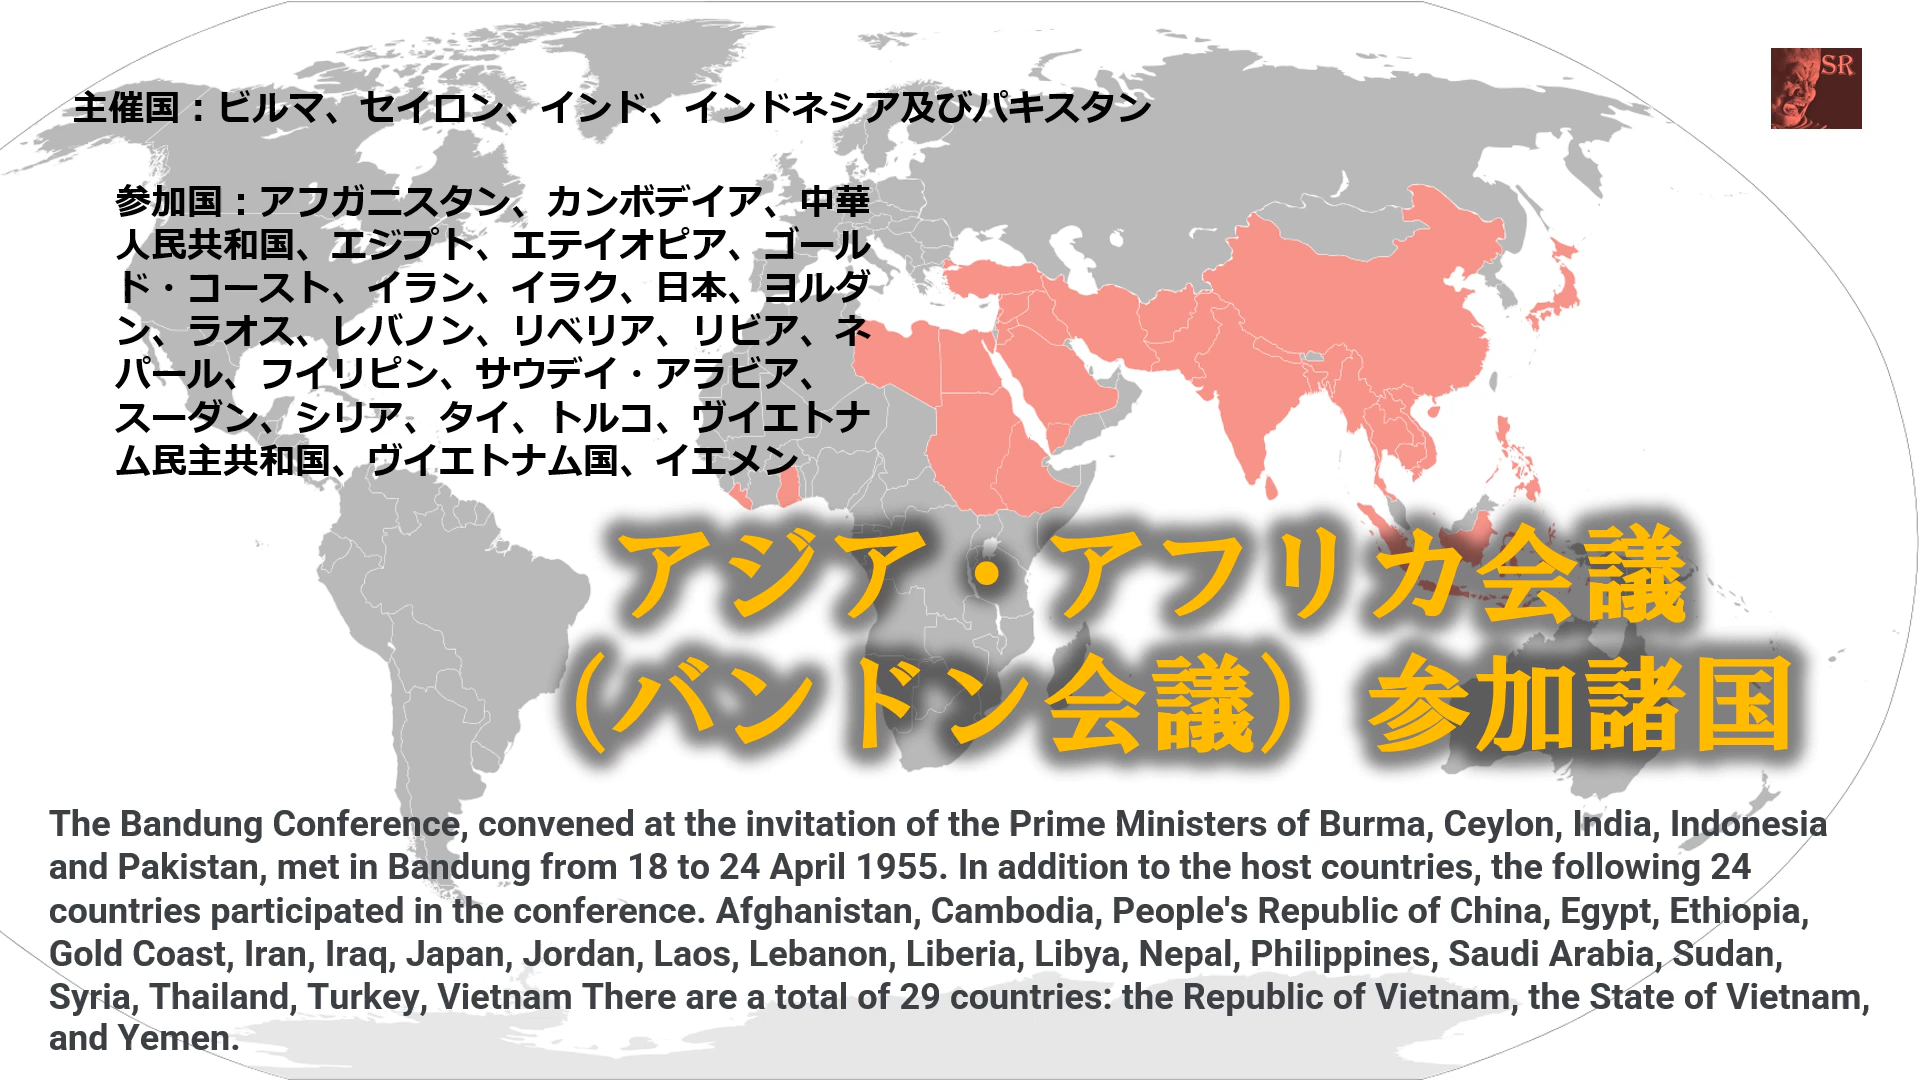 SR
主催国：ビルマ、セイロン、インド、インドネシア及びパキスタン
参加国：アフガニスタン、カンボデイア、中華
人民共和国、エジプト、エテイオピア、ゴール
ド・コースト、イラン、イラク、日本、ヨルダ
ン、ラオス、レバノン、リベリア、リビア、ネ
パール、フイリピン、サウデイ・アラビア、
スーダン、シリア、タイ、トルコ、ヴイエトナ
ム民主共和国、ヴイエトナム国、イエメン
アジア・アフリカ会議
（バンドン会議）参加諸国
The Bandung Conference, convened at the invitation of the Prime Ministers of Burma, Ceylon, India, Indonesia
and Pakistan, met in Bandung from 18 to 24 April 1955. In addition to the host countries, the following 24
countries participated in the conference. Afghanistan, Cambodia, People's Republic of China, Egypt, Ethiopia,
Gold Coast, Iran, Iraq, Japan, Jordan, Laos, Lebanon, Liberia, Libya, Nepal, Philippines, Saudi Arabia, Sudan,
Syria, Thailand, Turkey, Vietnam There are a total of 29 countries: the Republic of Vietnam, the State of Vietnam,
and Yemen.